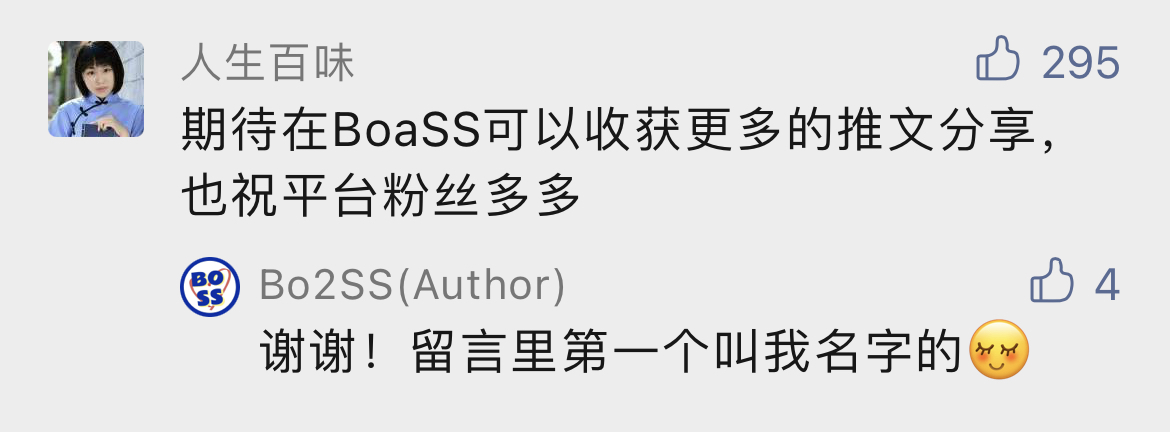 人生百味
295
期待在BoaSS可以收获更多的推文分享，
也祝平台粉丝多多
BO
SS
Bo2SS(Author)
4
谢谢！留言里第一个叫我名字的